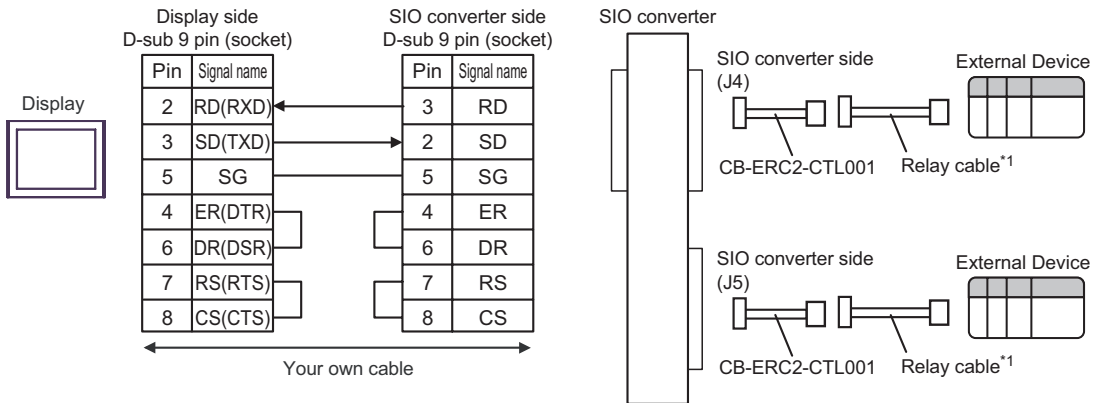 Display side
D-sub 9 pin (socket)
SIO converter side
D-sub 9 pin (socket)
SIO converter
Display
Pin Signal name
2 RD(RXD)
3 SD(TXD)
5 SG
4 ER(DTR)
6 DR(DSR)
7 RS(RTS)
8 CS(CTS)
Pin Signal name
3 RD
2 SD
5 SG
4 ER
6 DR
7 RS
8 CS
Your own cable
SIO converter side
(J4)
External Device
CB-ERC2-CTL001
Relay cable*1
SIO converter side
(J5)
External Device
CB-ERC2-CTL001
Relay cable*1